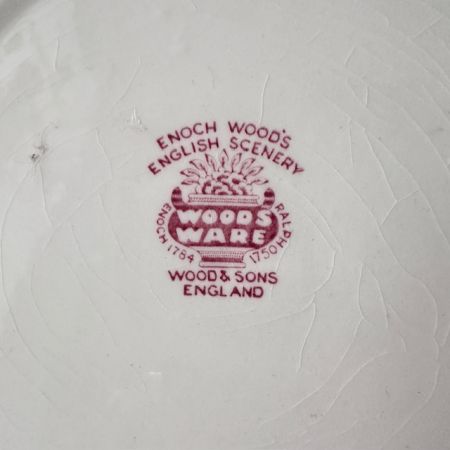 ENOCH WOOD'S
ENGLISH SCENERY
WOODS
WARE
ENOCH 1784
RALPH 1750
WOOD & SONS
ENGLAND